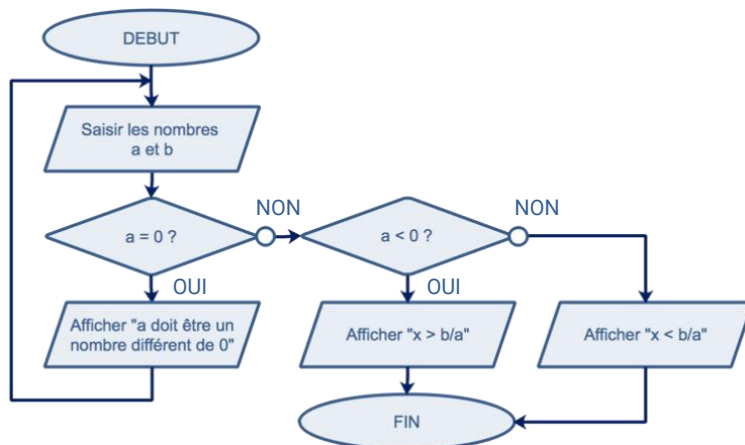 DEBUT
Saisir les nombres
a et b
a = 0 ?
NON
a < 0 ?
NON
OUI
OUI
Afficher "a doit être un
nombre différent de 0"
Afficher "x > b/a"
Afficher "x < b/a"
FIN